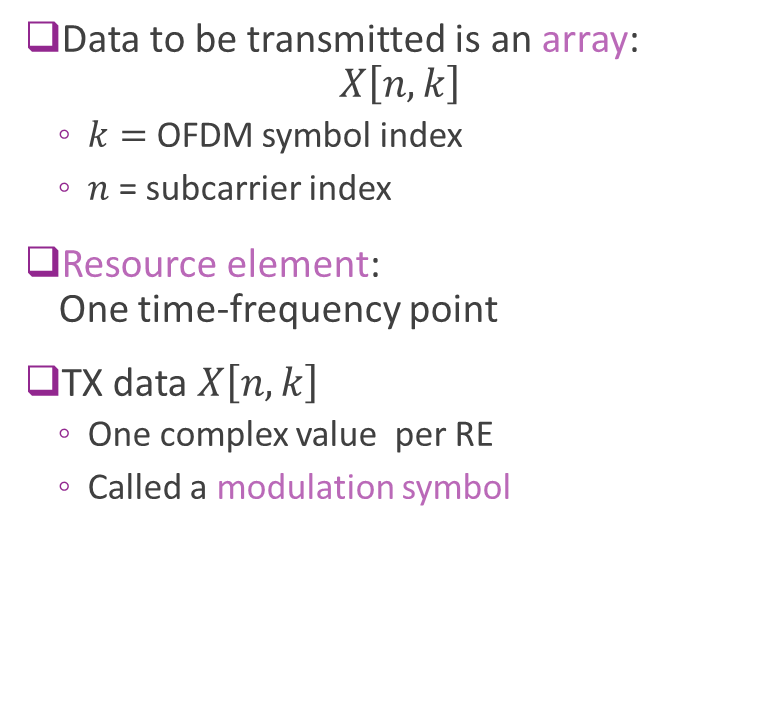 ❑Data to be transmitted is an array:
X[n, k]
◦ k = OFDM symbol index
◦ n = subcarrier index
❑Resource element:
One time-frequency point
❑TX data X[n, k]
◦ One complex value per RE
◦ Called a modulation symbol